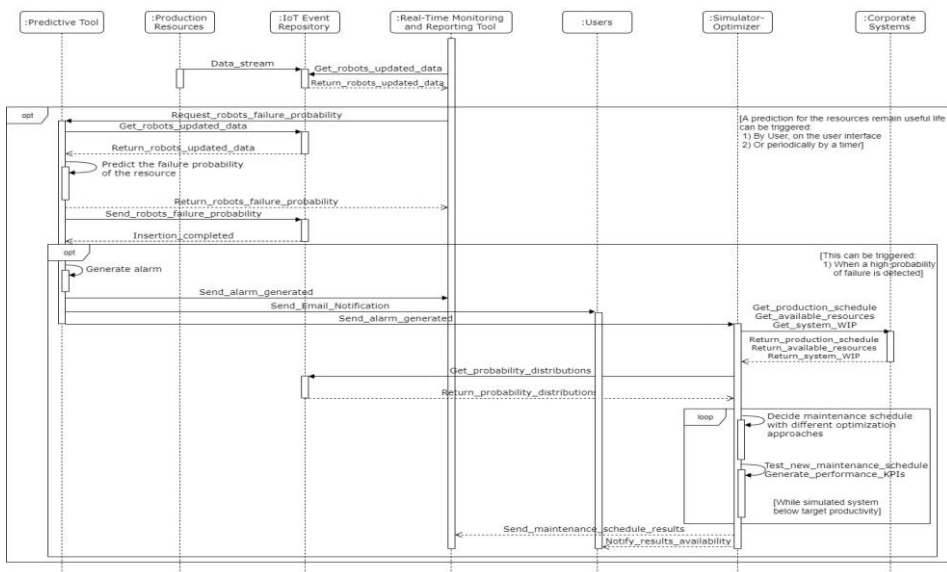 :Predictive Tool
:Production
Resources
:IoT Event
Repository
:Real-Time Monitoring
and Reporting Tool
:Users
:Simulator-
Optimizer
:Corporate
Systems
Data_stream
Get_robots_updated_data
Return_robots_updated_data
opt
Request_robots_failure_probability
[A prediction for the resources remain useful life
can be triggered:
1) By User, on the user interface
2) Or periodically by a timer]
Get_robots_updated_data
Return_robots_updated_data
Predict the failure probability
of the resource
Return_robots_failure_probability
Send_robots_failure_probability
Insertion_completed
opt
[This can be triggered:
1) When a high probability
of failure is detected]
Generate alarm
Send_alarm_generated
Send_Email_Notification
Send_alarm_generated
Get_production_schedule
Get_available_resources
Get_system_WIP
Return_production_schedule
Return_available_resources
Return_system_WIP
Get_probability_distributions
Return_probability_distributions
loop
Decide maintenance schedule
with different optimization
approaches
Test_new_maintenance_schedule
Generate_performance_KPIs
[While simulated system
below target productivity]
Send_maintenance_schedule_results
Notify_results_availability